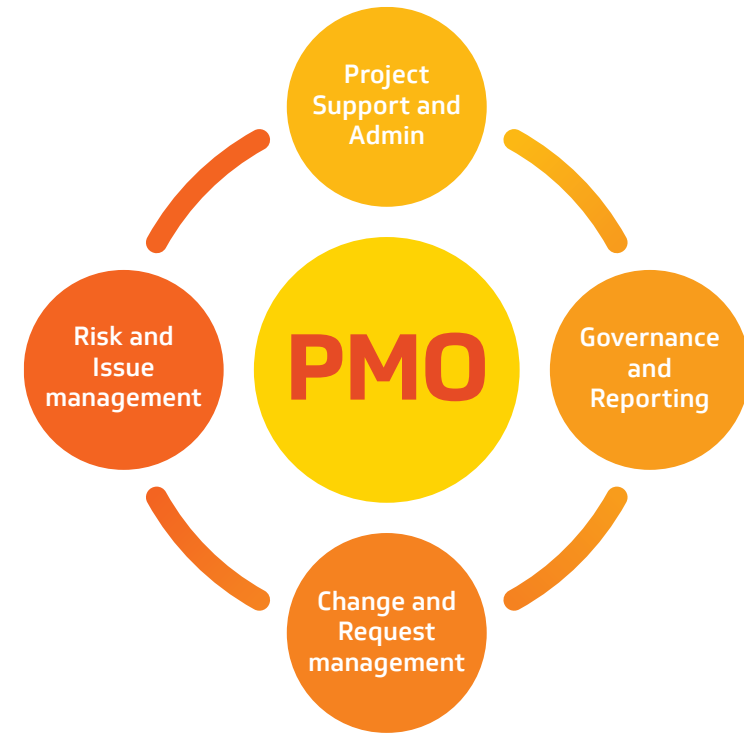 Project
Support and
Admin
Risk and
Issue
management
PMO
Governance
and
Reporting
Change and
Request
management